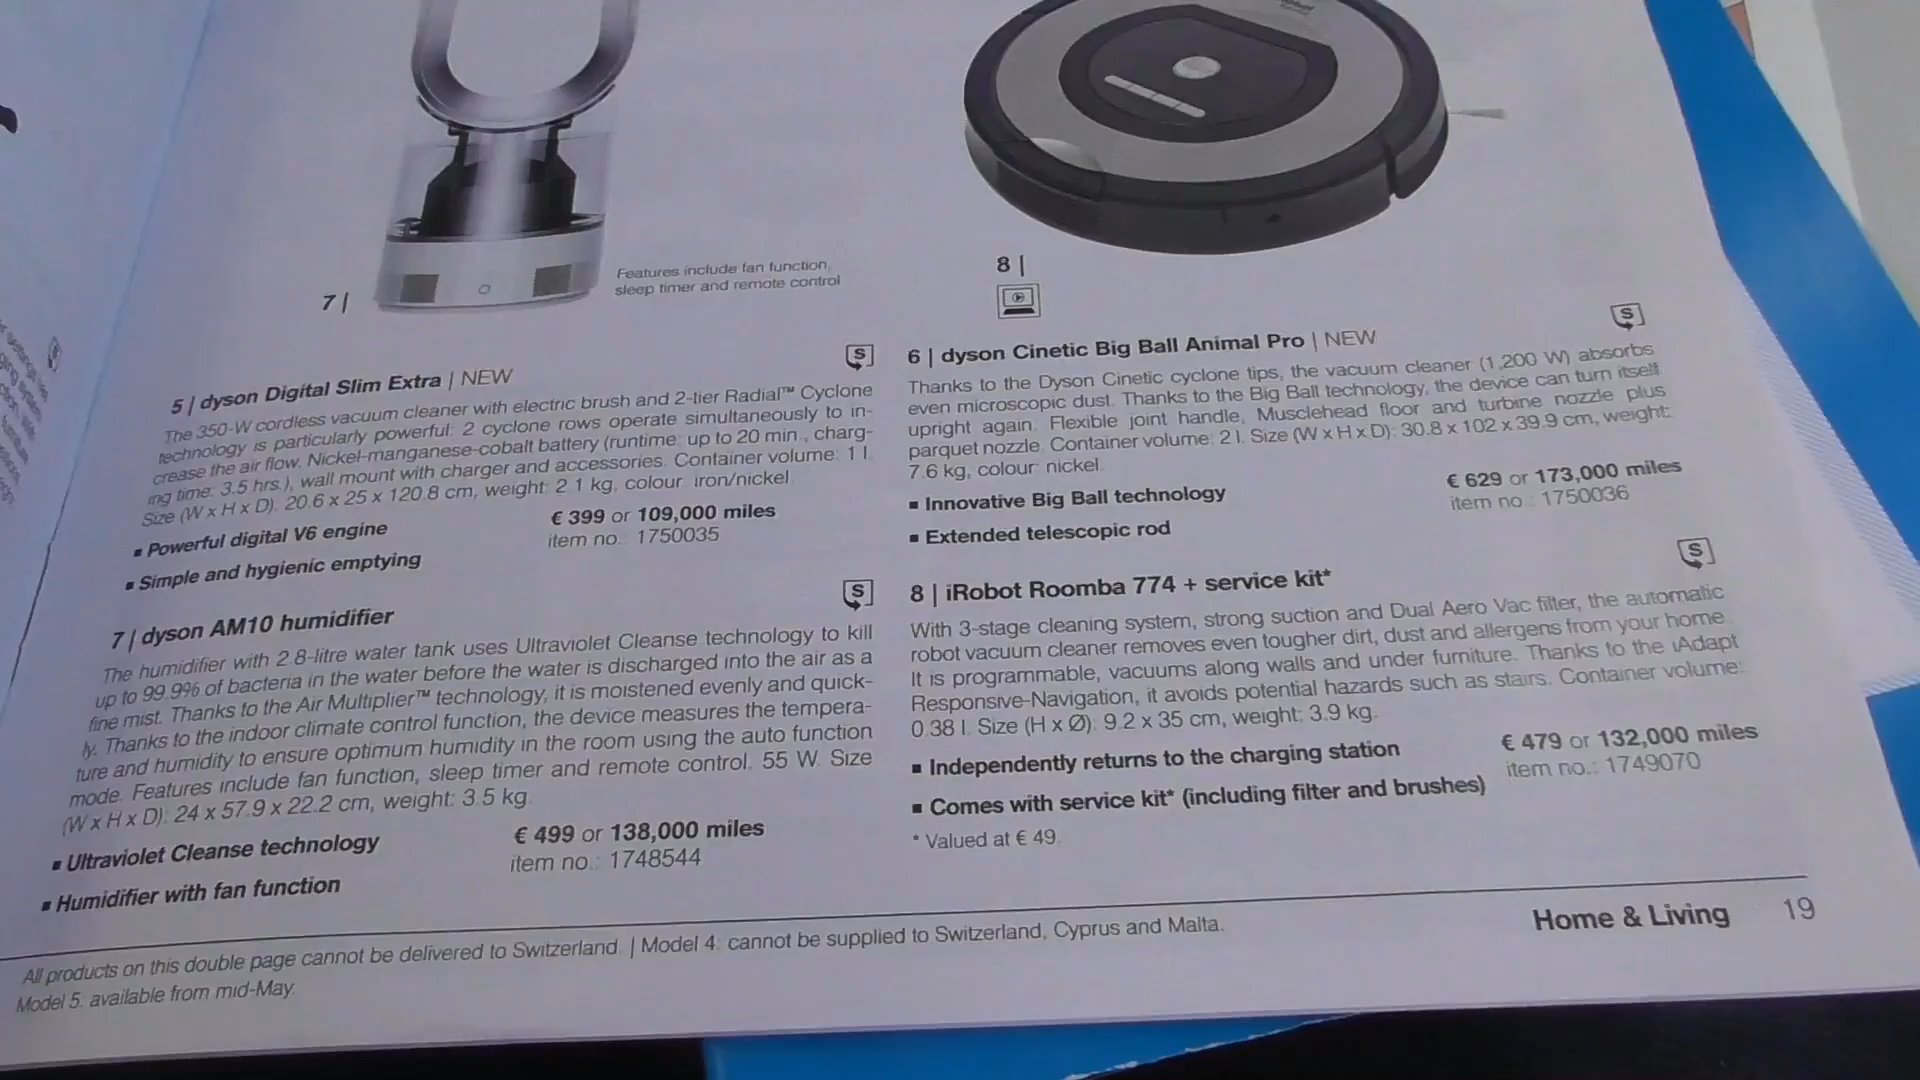 Features include fan function,
sleep timer and remote control
7 |
8 |
S
5 | dyson Digital Slim Extra | NEW
The 350-W cordless vacuum cleaner with electric brush and 2-tier Radial™ Cyclone
technology is particularly powerful: 2 cyclone rows operate simultaneously to in-
crease the air flow. Nickel-manganese-cobalt battery (runtime: up to 20 min., charg-
ing time: 3.5 hrs.), wall mount with charger and accessories. Container volume: 1 l.
Size (W x H x D): 20.6 x 25 x 120.8 cm, weight: 2.1 kg, colour: iron/nickel.
▪ Powerful digital V6 engine
▪ Simple and hygienic emptying
€ 399 or 109,000 miles
item no.: 1750035
S
7 | dyson AM10 humidifier
The humidifier with 2.8-litre water tank uses Ultraviolet Cleanse technology to kill
up to 99.9% of bacteria in the water before the water is discharged into the air as a
fine mist. Thanks to the Air Multiplier™ technology, it is moistened evenly and quick-
ly. Thanks to the indoor climate control function, the device measures the tempera-
ture and humidity to ensure optimum humidity in the room using the auto function
mode. Features include fan function, sleep timer and remote control. 55 W. Size
(W x H x D): 24 x 57.9 x 22.2 cm, weight: 3.5 kg.
▪ Ultraviolet Cleanse technology
▪ Humidifier with fan function
€ 499 or 138,000 miles
item no.: 1748544
S
6 | dyson Cinetic Big Ball Animal Pro | NEW
Thanks to the Dyson Cinetic cyclone tips, the vacuum cleaner (1,200 W) absorbs
even microscopic dust. Thanks to the Big Ball technology, the device can turn itself
upright again. Flexible joint handle, Musclehead floor and turbine nozzle plus
parquet nozzle. Container volume: 2 l. Size (W x H x D): 30.8 x 102 x 39.9 cm, weight:
7.6 kg, colour: nickel.
▪ Innovative Big Ball technology
▪ Extended telescopic rod
€ 629 or 173,000 miles
item no.: 1750036
S
8 | iRobot Roomba 774 + service kit*
With 3-stage cleaning system, strong suction and Dual Aero Vac filter, the automatic
robot vacuum cleaner removes even tougher dirt, dust and allergens from your home.
It is programmable, vacuums along walls and under furniture. Thanks to the iAdapt
Responsive-Navigation, it avoids potential hazards such as stairs. Container volume:
0.38 l. Size (H x Ø): 9.2 x 35 cm, weight: 3.9 kg.
▪ Independently returns to the charging station
▪ Comes with service kit* (including filter and brushes)
* Valued at € 49.
€ 479 or 132,000 miles
item no.: 1749070
All products on this double page cannot be delivered to Switzerland. | Model 4: cannot be supplied to Switzerland, Cyprus and Malta.
Model 5: available from mid-May.
Home & Living 19